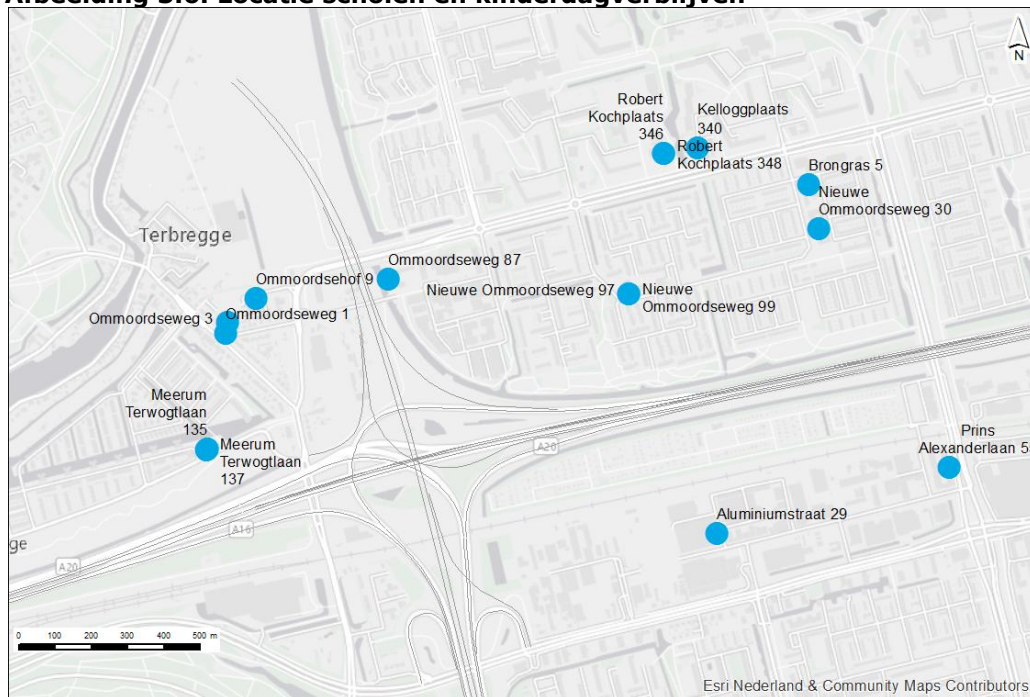 Afbeelding 3.6: Locatie scholen en kinderdagverblijven
N
Robert
Kochplaats
346
Kelloggplaats
340
Robert
Kochplaats 348
Brongras 5
Nieuwe
Ommoordseweg 30
Terbregge
Ommoordseweg 87
Ommoordsehof 9
Nieuwe Ommoordseweg 97
Nieuwe
Ommoordseweg 99
Ommoordseweg 3
Ommoordseweg 1
Meerum
Terwogtlaan
135
Meerum
Terwogtlaan
137
A20
Prins
Alexanderlaan
Aluminiumstraat 29
A16
ge
A20
0 100 200 300 400 500 m
Esri Nederland & Community Maps Contributors